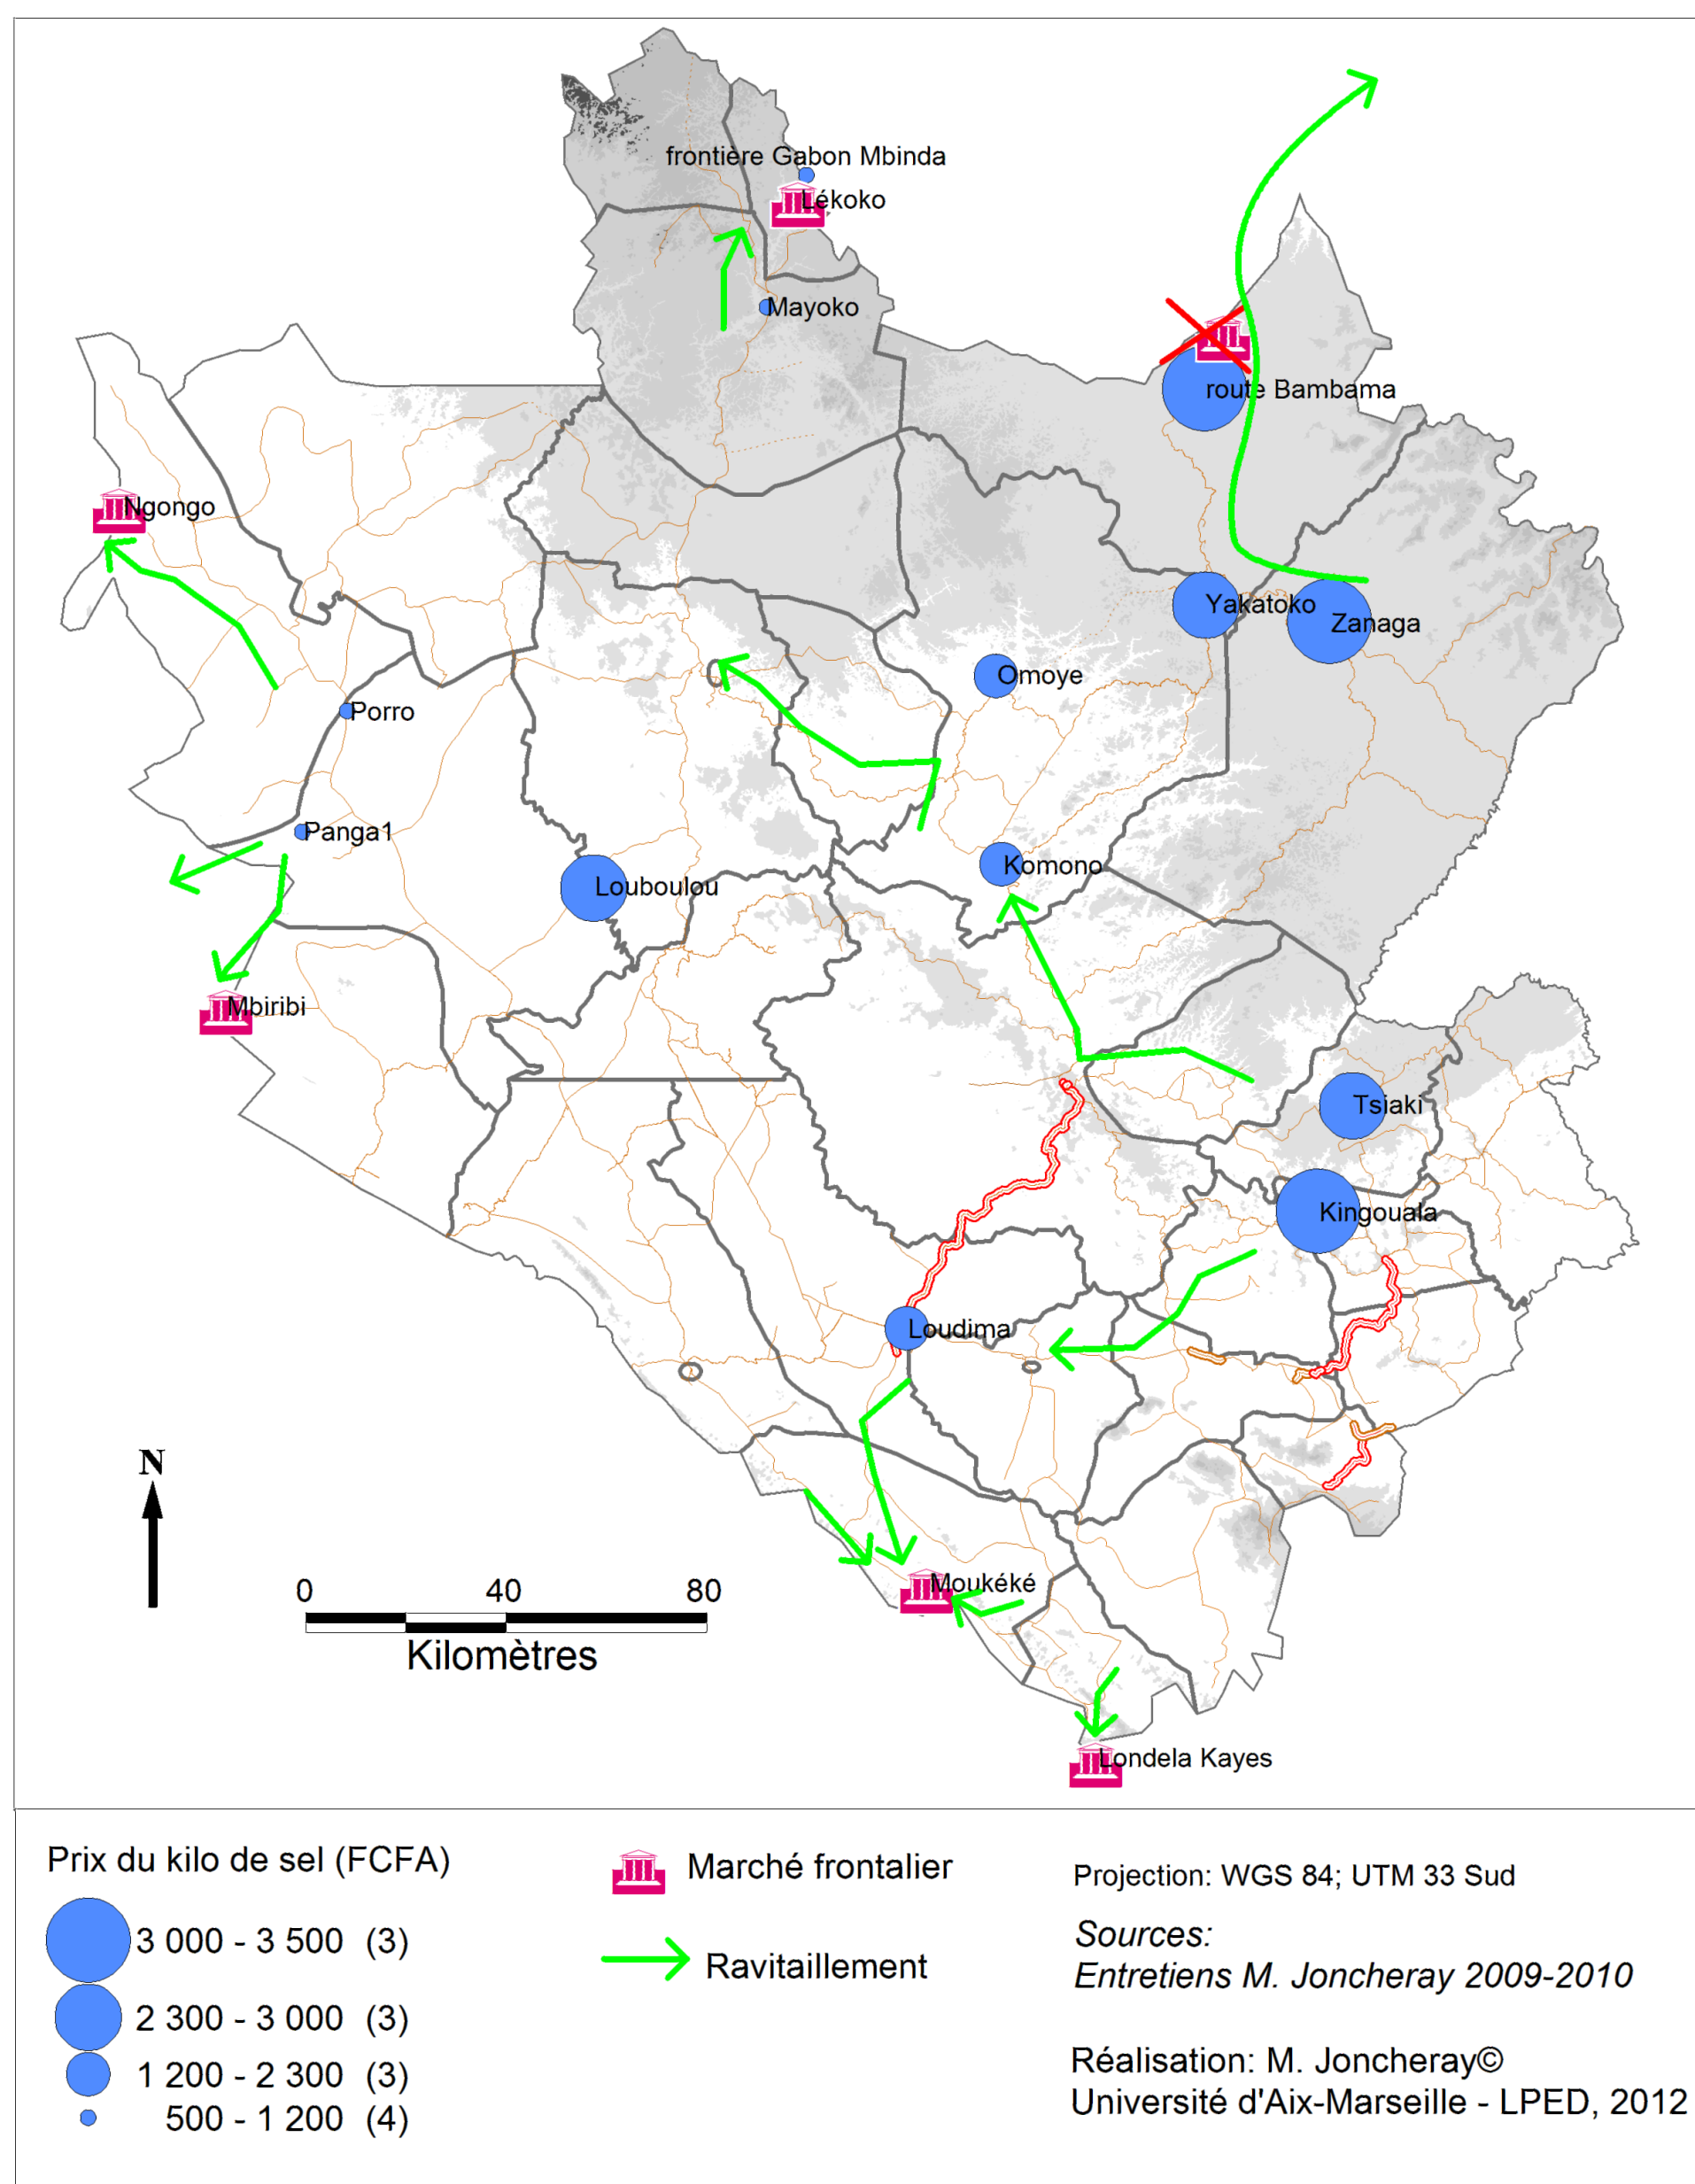 frontière Gabon Mbinda
Lékoko
Mayoko
route Bambama
Ngongo
Yakatoko
Zanaga
Omoye
Porro
Panga1
Komono
Louboulou
Mbiribi
Tsiaki
Kingouala
Loudima
N
0 40 80
Kilomètres
Moukéké
Londela Kayes
Prix du kilo de sel (FCFA)
3 000 - 3 500 (3)
2 300 - 3 000 (3)
1 200 - 2 300 (3)
500 - 1 200 (4)
Marché frontalier
Ravitaillement
Projection: WGS 84; UTM 33 Sud
Sources:
Entretiens M. Joncheray 2009-2010
Réalisation: M. Joncheray©
Université d'Aix-Marseille - LPED, 2012